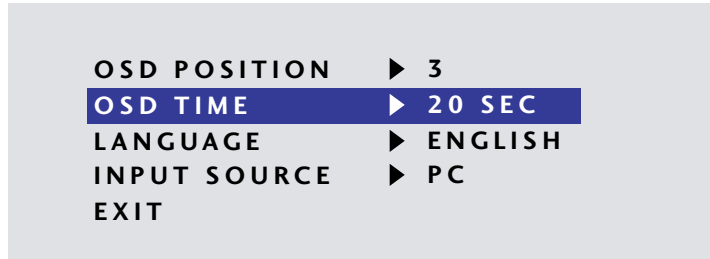 OSD POSITION ▶ 3
OSD TIME ▶ 20 SEC
LANGUAGE ▶ ENGLISH
INPUT SOURCE ▶ PC
EXIT